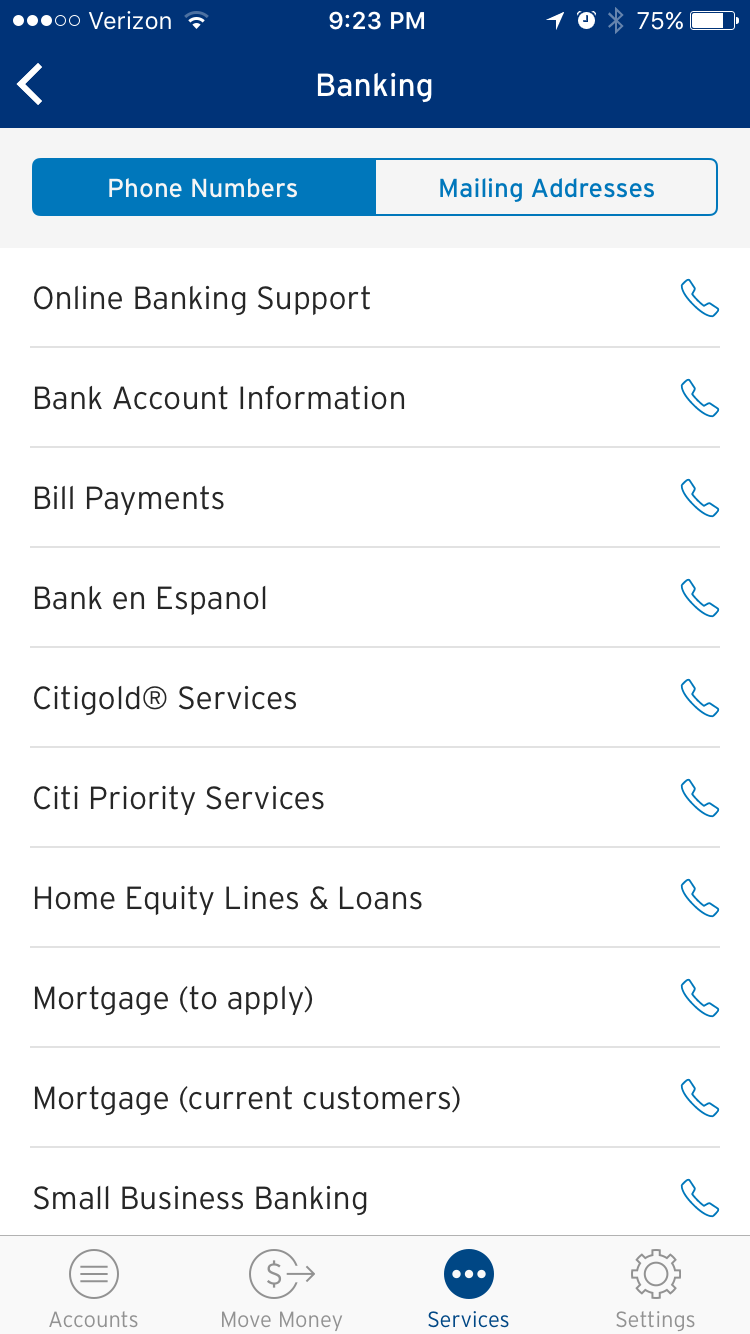 Verizon 9:23 PM 75%
Banking
Phone Numbers Mailing Addresses
Online Banking Support
Bank Account Information
Bill Payments
Bank en Espanol
Citigold® Services
Citi Priority Services
Home Equity Lines & Loans
Mortgage (to apply)
Mortgage (current customers)
Small Business Banking
$
Accounts Move Money Services Settings